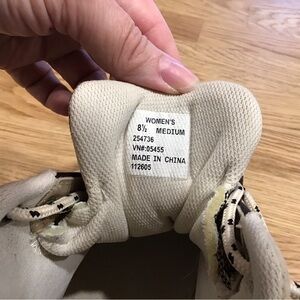 WOMEN'S
8½ MEDIUM
254736
VN#:05455
MADE IN CHINA
112605